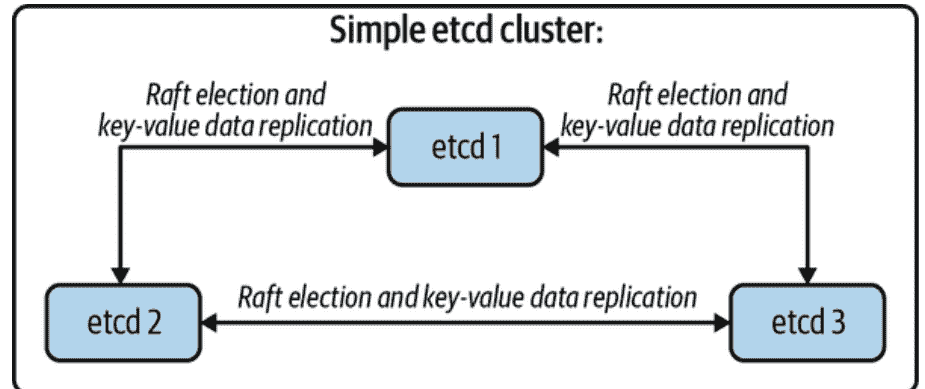 Simple etcd cluster:
Raft election and
key-value data replication
Raft election and
key-value data replication
etcd 1
Raft election and key-value data replication
etcd 2
etcd 3